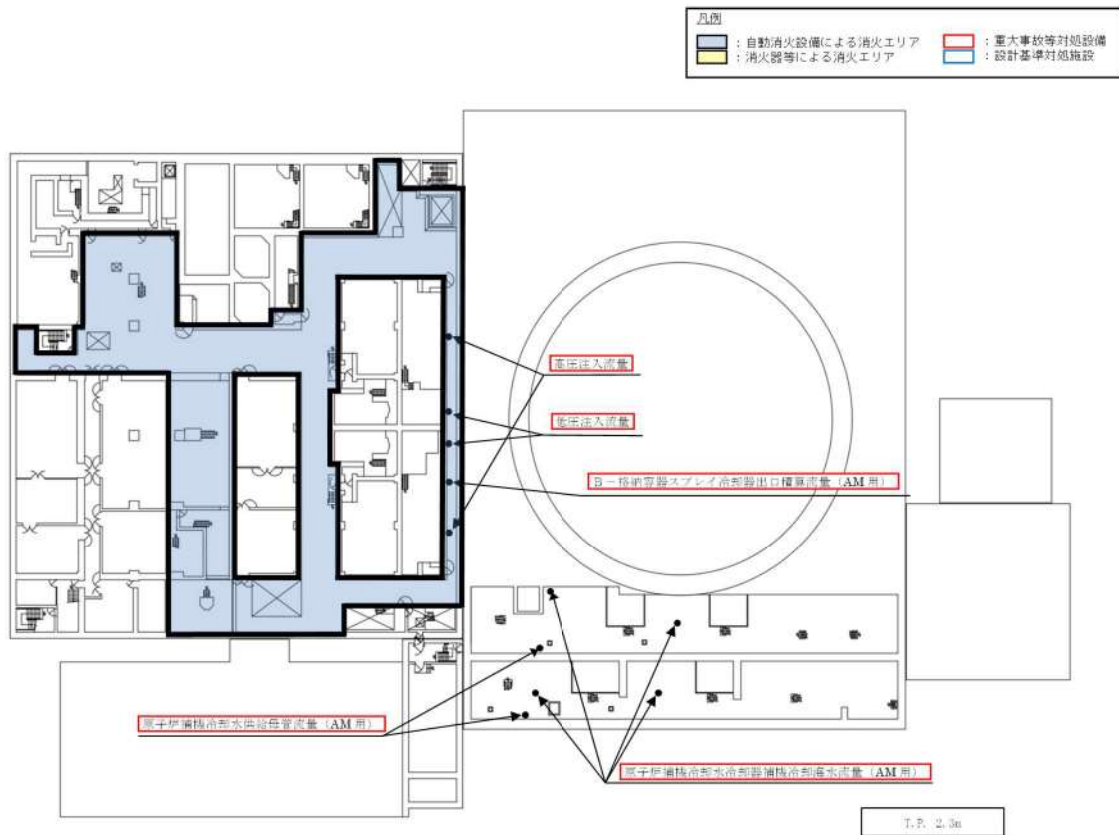 凡例
：自動消火設備による消火エリア
：重大事故等対処設備
：消火器等による消火エリア
：設計基準対処施設
高圧注入流量
低圧注入流量
B－格納容器スプレイ冷却器出口積算流量（AM用）
原子炉補機冷却水供給母管流量（AM用）
原子炉補機冷却水冷却器補機冷却海水流量（AM用）
T.P. 2.3m